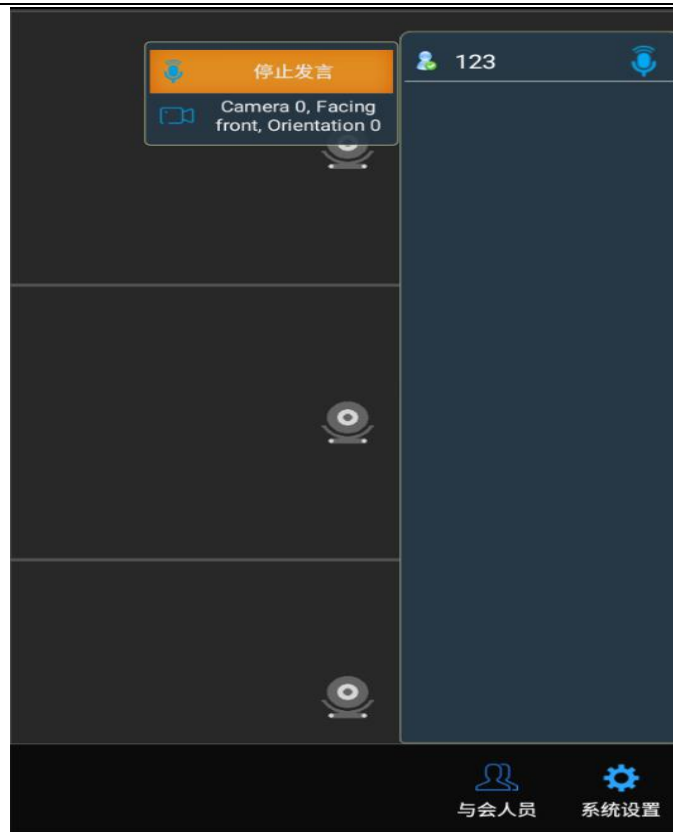 停止发言
Camera 0, Facing
front, Orientation 0
123
与会人员
系统设置